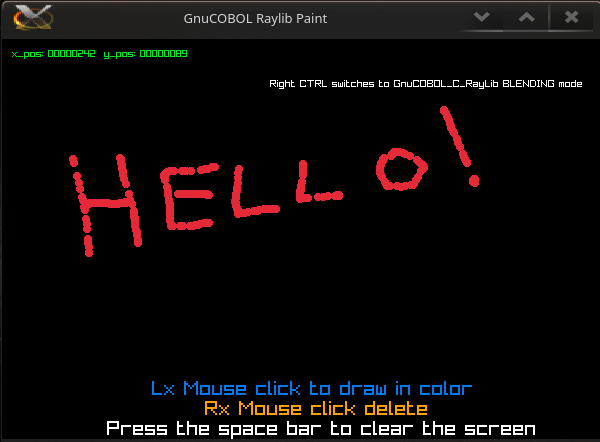 GnuCOBOL Raylib Paint
x_pos: 00000242 y_pos: 00000089
Right CTRL switches to GnuCOBOL_C_RayLib BLENDING mode
HELLO!
Lx Mouse click to draw in color
Rx Mouse click delete
Press the space bar to clear the screen